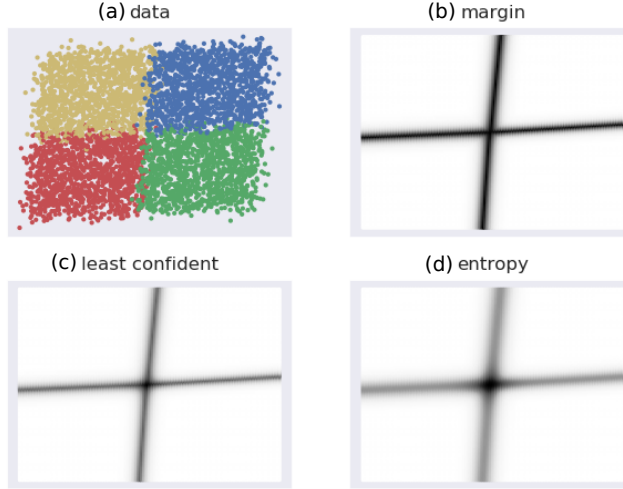 (a) data
(b) margin
(c) least confident
(d) entropy